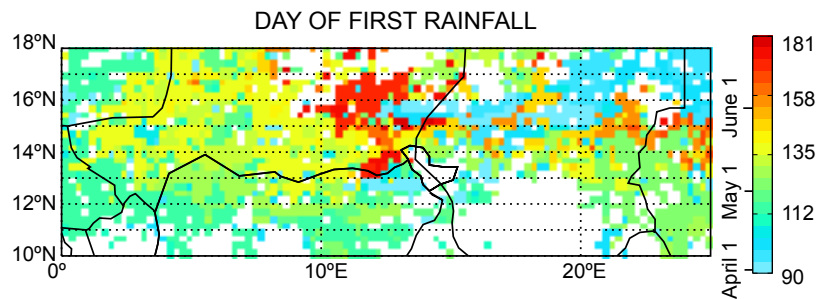 DAY OF FIRST RAINFALL
18ºN
16ºN
14ºN
12ºN
10ºN
0º
10ºE
20ºE
April 1
May 1
June 1
181
158
135
112
90